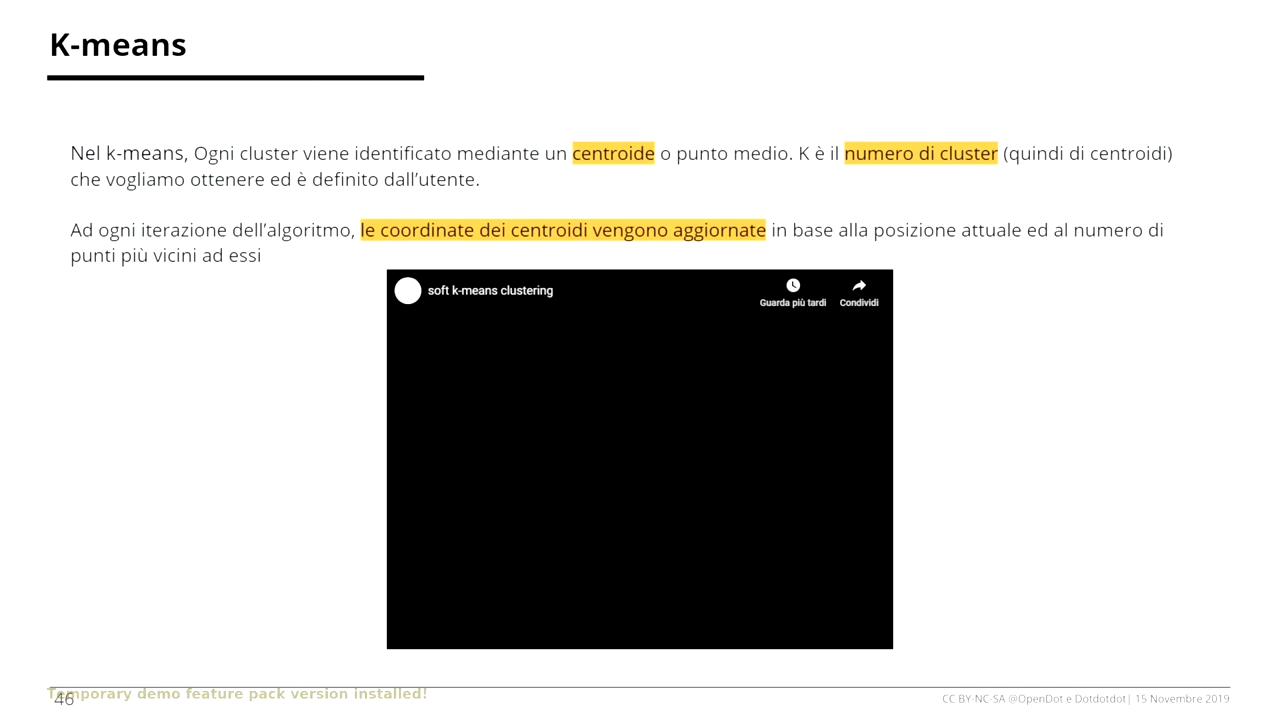 K-means
Nel k-means, Ogni cluster viene identificato mediante un centroide o punto medio. K è il numero di cluster (quindi di centroidi)
che vogliamo ottenere ed è definito dall’utente.
Ad ogni iterazione dell’algoritmo, le coordinate dei centroidi vengono aggiornate in base alla posizione attuale ed al numero di
punti più vicini ad essi
soft k-means clustering
Guarda più tardi
Condividi
Temporary demo feature pack version installed!
46
CC BY-NC-SA @OpenDot e Dotdotdot| 15 Novembre 2019